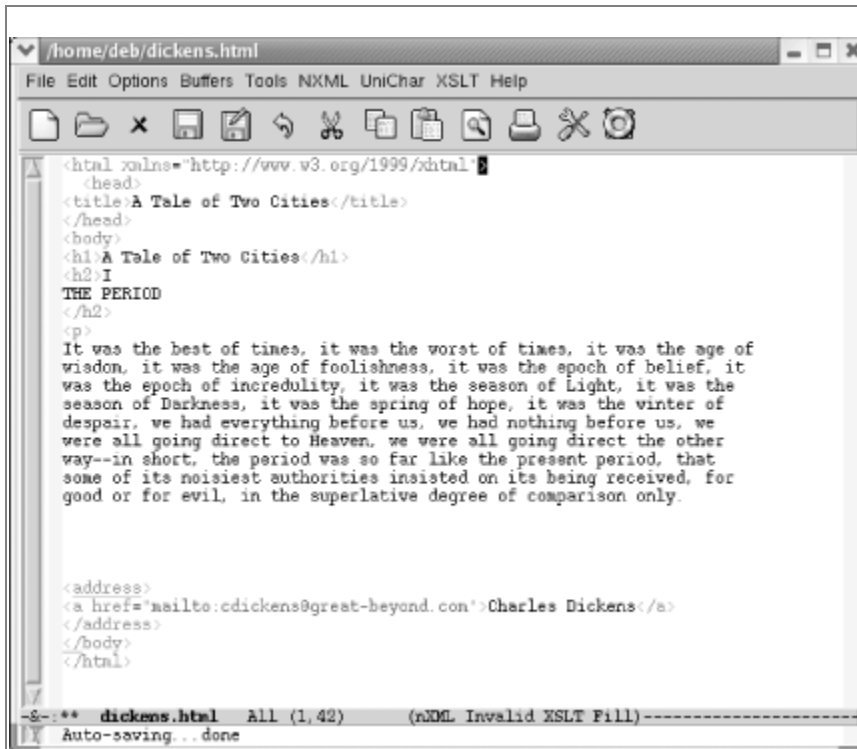 /home/deb/dickens.html
File Edit Options Buffers Tools NXML UniChar XSLT Help
<html xmlns="http://www.w3.org/1999/xhtml">
<head>
<title>A Tale of Two Cities</title>
</head>
<body>
<h1>A Tale of Two Cities</h1>
<h2>I
THE PERIOD
</h2>
<p>
It was the best of times, it was the worst of times, it was the age of
wisdom, it was the age of foolishness, it was the epoch of belief, it
was the epoch of incredulity, it was the season of Light, it was the
season of Darkness, it was the spring of hope, it was the winter of
despair, we had everything before us, we had nothing before us, we
were all going direct to Heaven, we were all going direct the other
way--in short, the period was so far like the present period, that
some of its noisiest authorities insisted on its being received, for
good or for evil, in the superlative degree of comparison only.
<address>
<a href="mailto:cdickens@great-beyond.com">Charles Dickens</a>
</address>
</body>
</html>
-&-:** dickens.html All (1,42) (nXML Invalid XSLT Fill)----------------------
Auto-saving...done